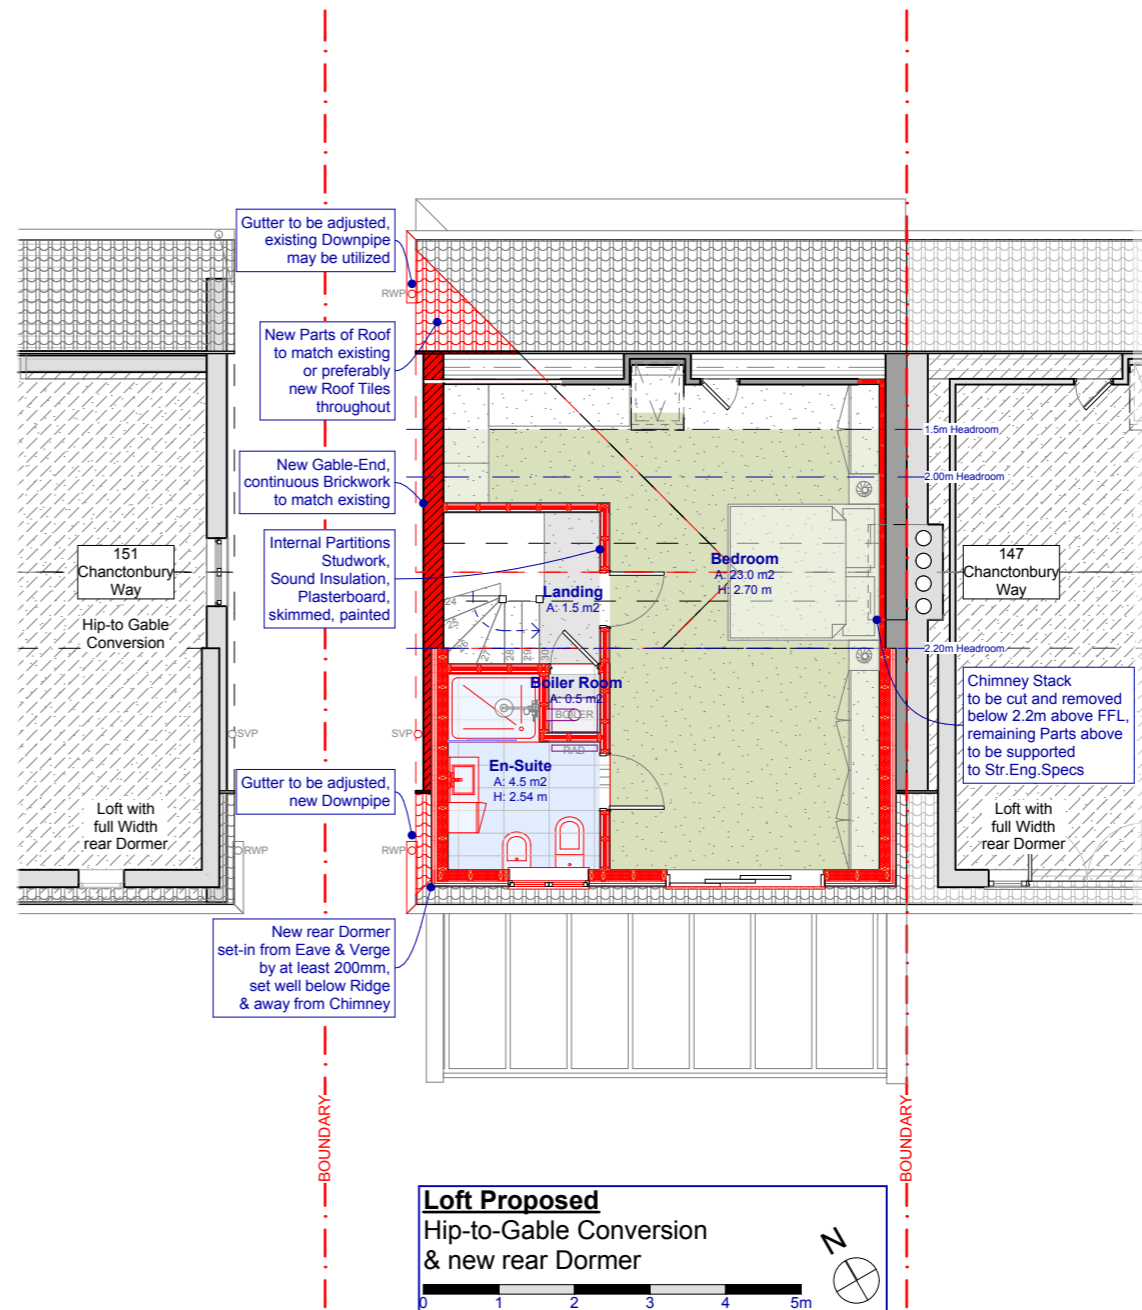 Gutter to be adjusted,
existing Downpipe
may be utilized
RWP
New Parts of Roof
to match existing
or preferably
new Roof Tiles
throughout
1.5m Headroom
New Gable-End,
continuous Brickwork
to match existing
2.00m Headroom
Internal Partitions
Studwork,
Sound Insulation,
Plasterboard,
skimmed, painted
151
Chanctonbury
Way
Hip-to Gable
Conversion
Bedroom
A: 23.0 m2
H: 2.70 m
147
Chanctonbury
Way
Landing
A: 1.5 m2
24
25
26
27
28
29
30
2.20m Headroom
Boiler Room
A: 0.5 m2
BOILER
RAD
Chimney Stack
to be cut and removed
below 2.2m above FFL,
remaining Parts above
to be supported
to Str.Eng.Specs
SVP
SVP
En-Suite
A: 4.5 m2
H: 2.54 m
Gutter to be adjusted,
new Downpipe
Loft with
full Width
rear Dormer
RWP
RWP
Loft with
full Width
rear Dormer
New rear Dormer
set-in from Eave & Verge
by at least 200mm,
set well below Ridge
& away from Chimney
BOUNDARY
BOUNDARY
Loft Proposed
Hip-to-Gable Conversion
& new rear Dormer
N
0 1 2 3 4 5m